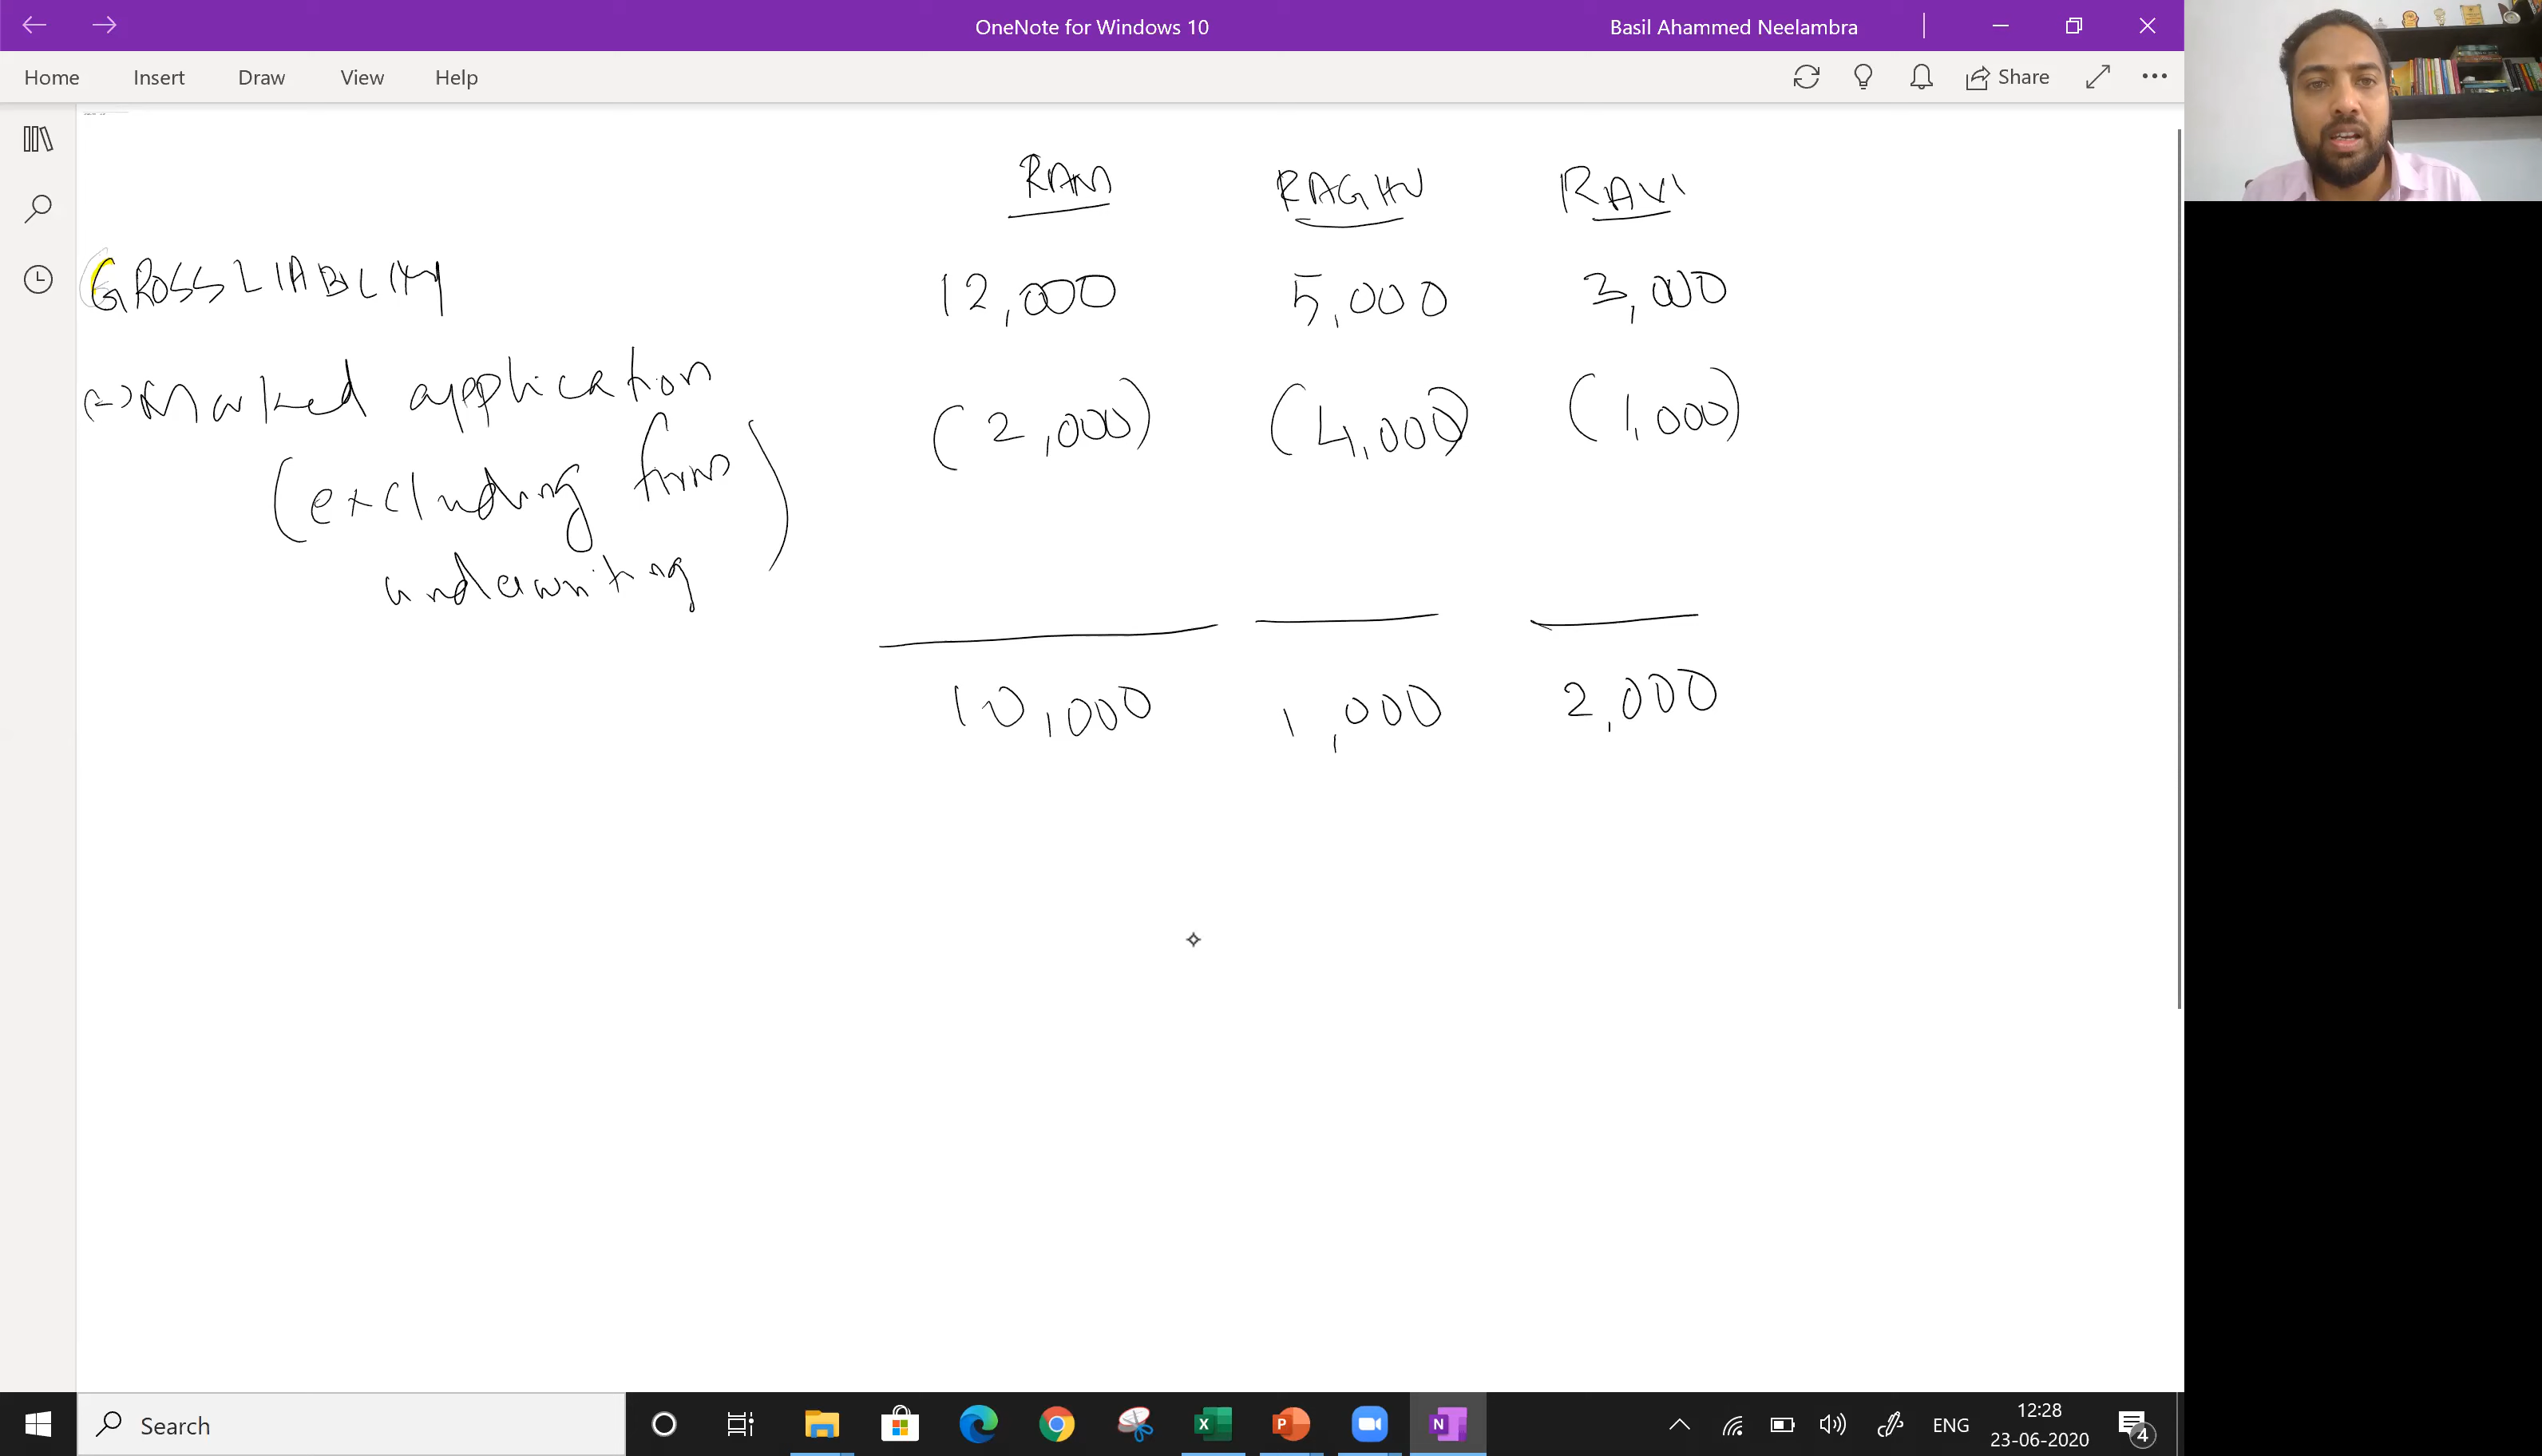 OneNote for Windows 10
Basil Ahammed Neelambra
Home Insert Draw View Help
Share
RAM RAGHU RAVI
GROSS LIABLITY 12,000 5,000 3,000
(-) Marked application (2,000) (4,000) (1,000)
(excluding firm
underwriting)
10,000 1,000 2,000
Search
ENG
12:28
23-06-2020
4